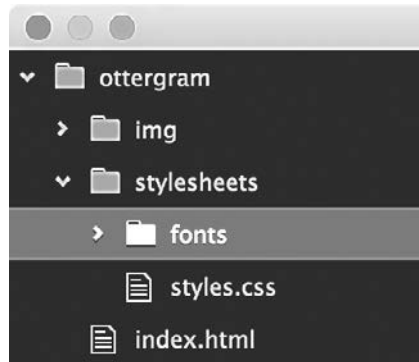 ottergram
img
stylesheets
fonts
styles.css
index.html